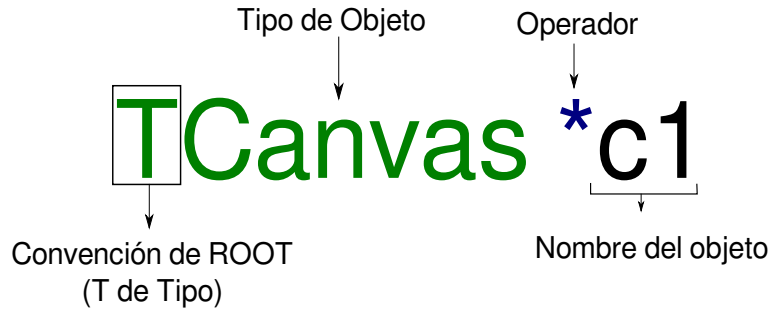 Tipo de Objeto
Operador
TCanvas *c1
Convención de ROOT
(T de Tipo)
Nombre del objeto